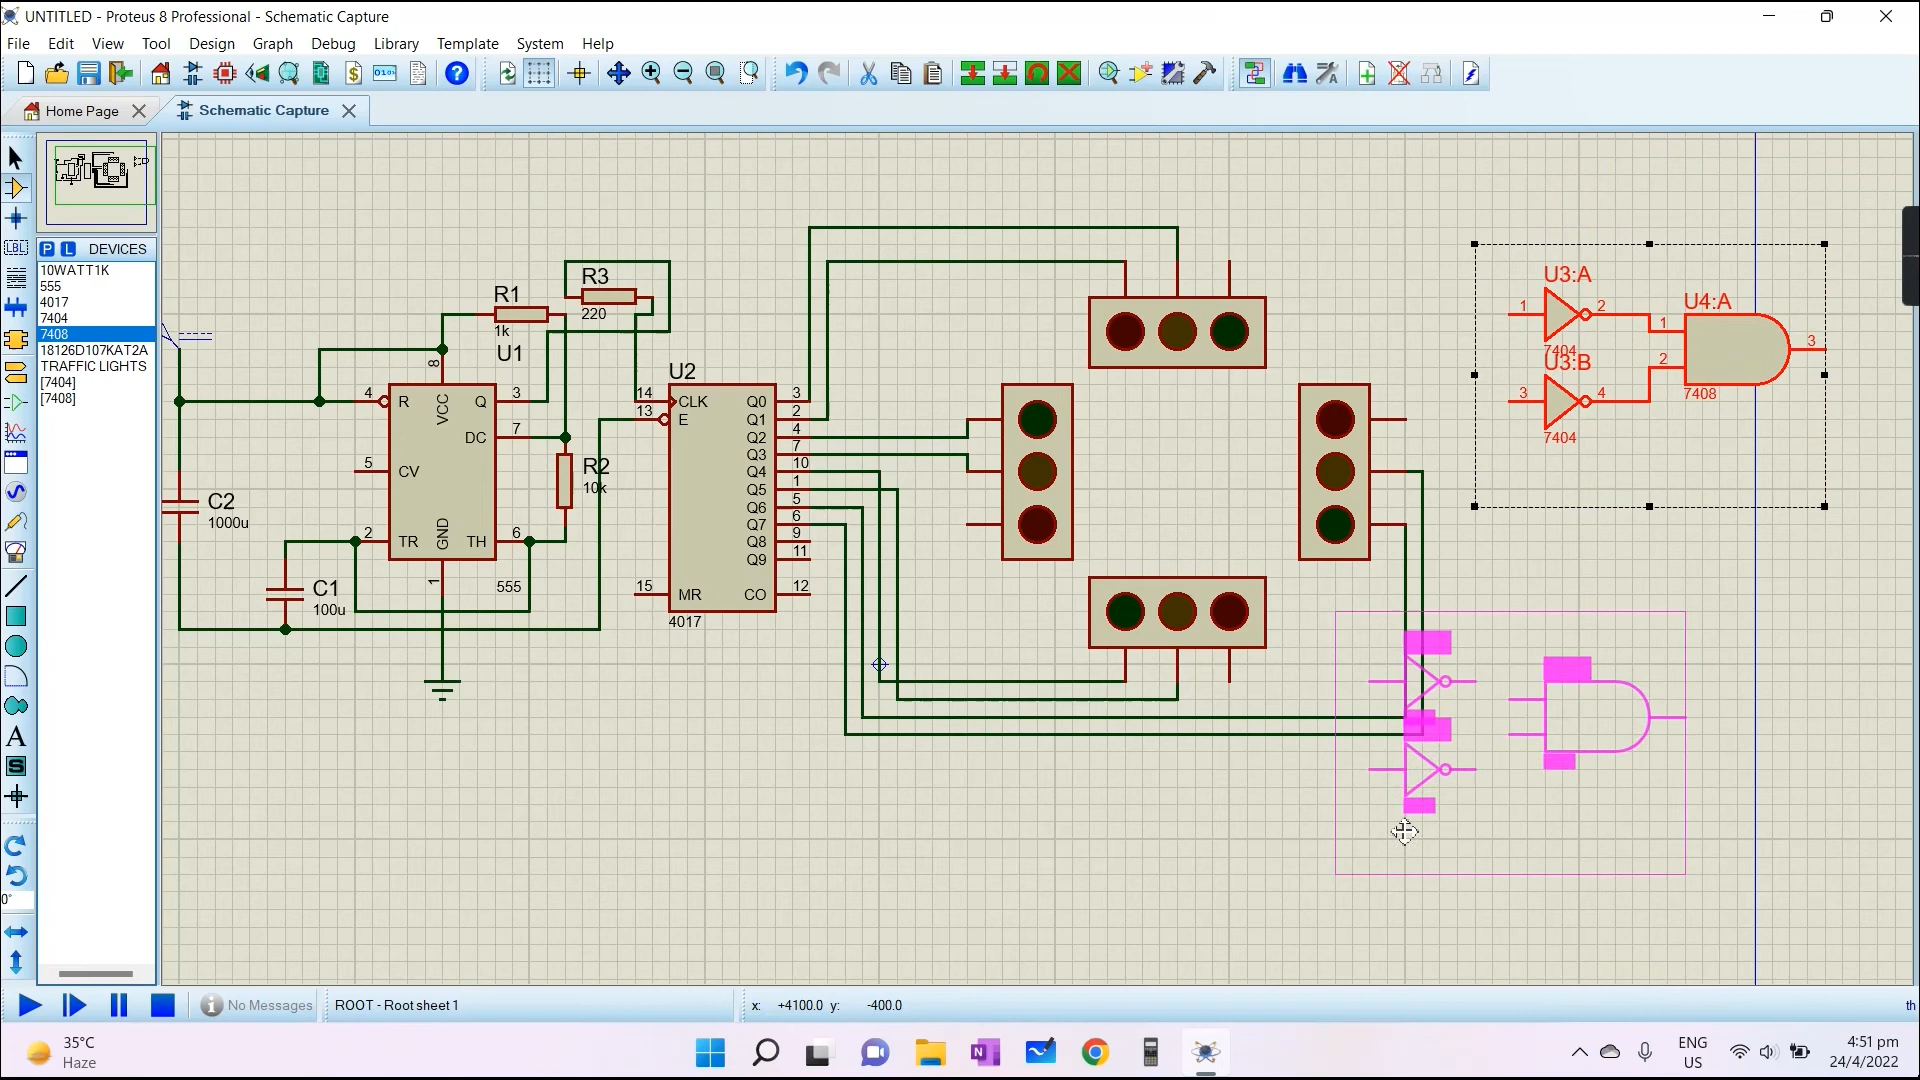 UNTITLED - Proteus 8 Professional - Schematic Capture
File Edit View Tool Design Graph Debug Library Template System Help
Home Page Schematic Capture
P L DEVICES
10WATT1K
555
4017
7404
7408
18126D107KAT2A
TRAFFIC LIGHTS
[7404]
[7408]
LBL
A
S
0°
C2
1000u
C1
100u
R1
1k
R3
220
R2
10k
U1
4 R
5 CV
2 TR
8 VCC
1 GND
Q 3
DC 7
TH 6
555
U2
14 CLK
13 E
15 MR
Q0 3
Q1 2
Q2 4
Q3 7
Q4 10
Q5 1
Q6 5
Q7 6
Q8 9
Q9 11
CO 12
4017
U3:A
1 2
7404
U3:B
3 4
7404
U4:A
1
2
3
7408
No Messages ROOT - Root sheet 1 x: +4100.0 y: -400.0 th
35°C
Haze
ENG
US
4:51 pm
24/4/2022